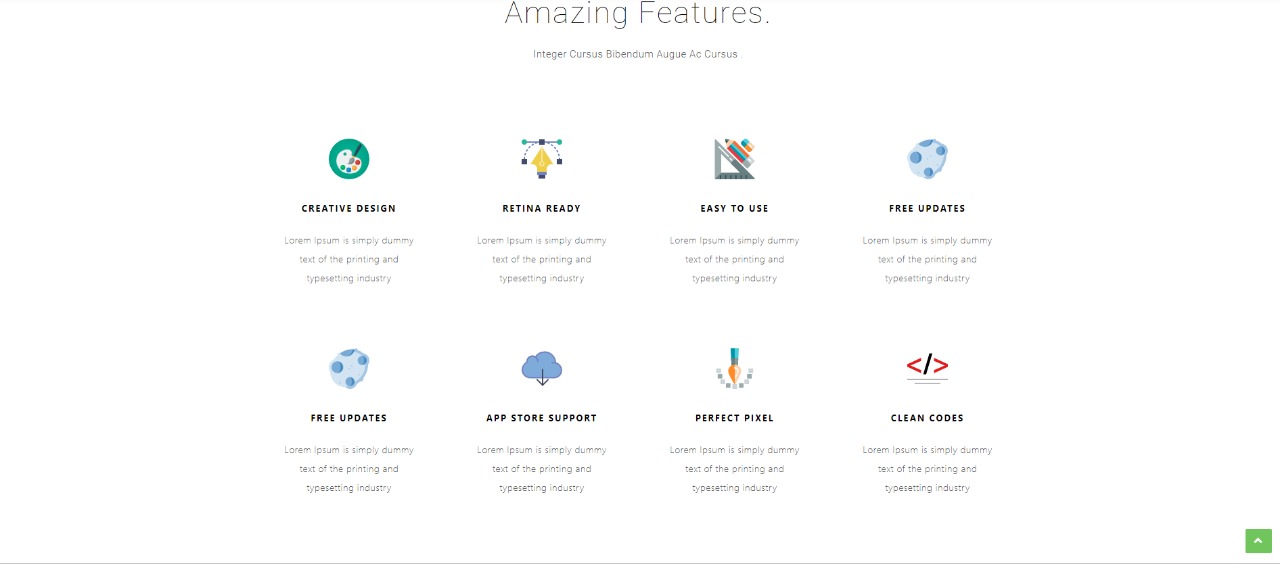 Amazing Features.
Integer Cursus Bibendum Augue Ac Cursus .
CREATIVE DESIGN
Lorem Ipsum is simply dummy
text of the printing and
typesetting industry
RETINA READY
Lorem Ipsum is simply dummy
text of the printing and
typesetting industry
EASY TO USE
Lorem Ipsum is simply dummy
text of the printing and
typesetting industry
FREE UPDATES
Lorem Ipsum is simply dummy
text of the printing and
typesetting industry
FREE UPDATES
Lorem Ipsum is simply dummy
text of the printing and
typesetting industry
APP STORE SUPPORT
Lorem Ipsum is simply dummy
text of the printing and
typesetting industry
PERFECT PIXEL
Lorem Ipsum is simply dummy
text of the printing and
typesetting industry
</>
CLEAN CODES
Lorem Ipsum is simply dummy
text of the printing and
typesetting industry